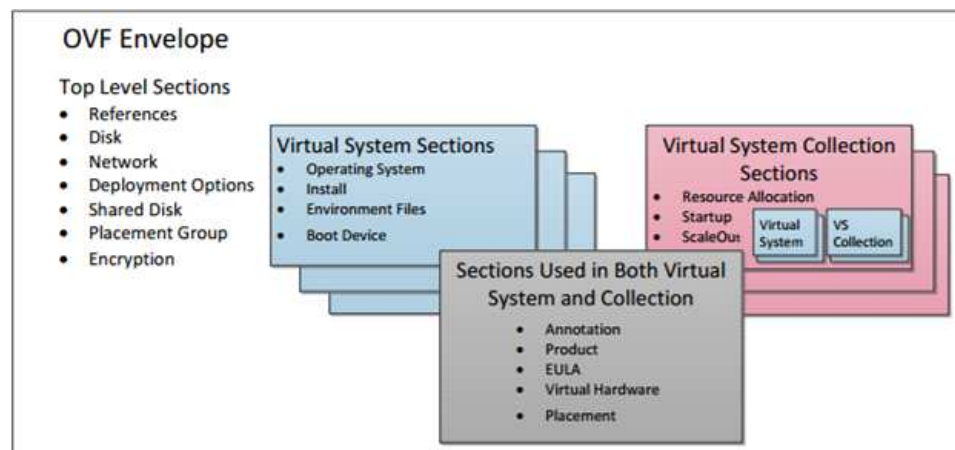 OVF Envelope
Top Level Sections
• References
• Disk
• Network
• Deployment Options
• Shared Disk
• Placement Group
• Encryption
Virtual System Sections
• Operating System
• Install
• Environment Files
• Boot Device
Virtual System Collection
Sections
• Resource Allocation
• Startup
• ScaleOut
Virtual
System
VS
Collection
Sections Used in Both Virtual
System and Collection
• Annotation
• Product
• EULA
• Virtual Hardware
• Placement